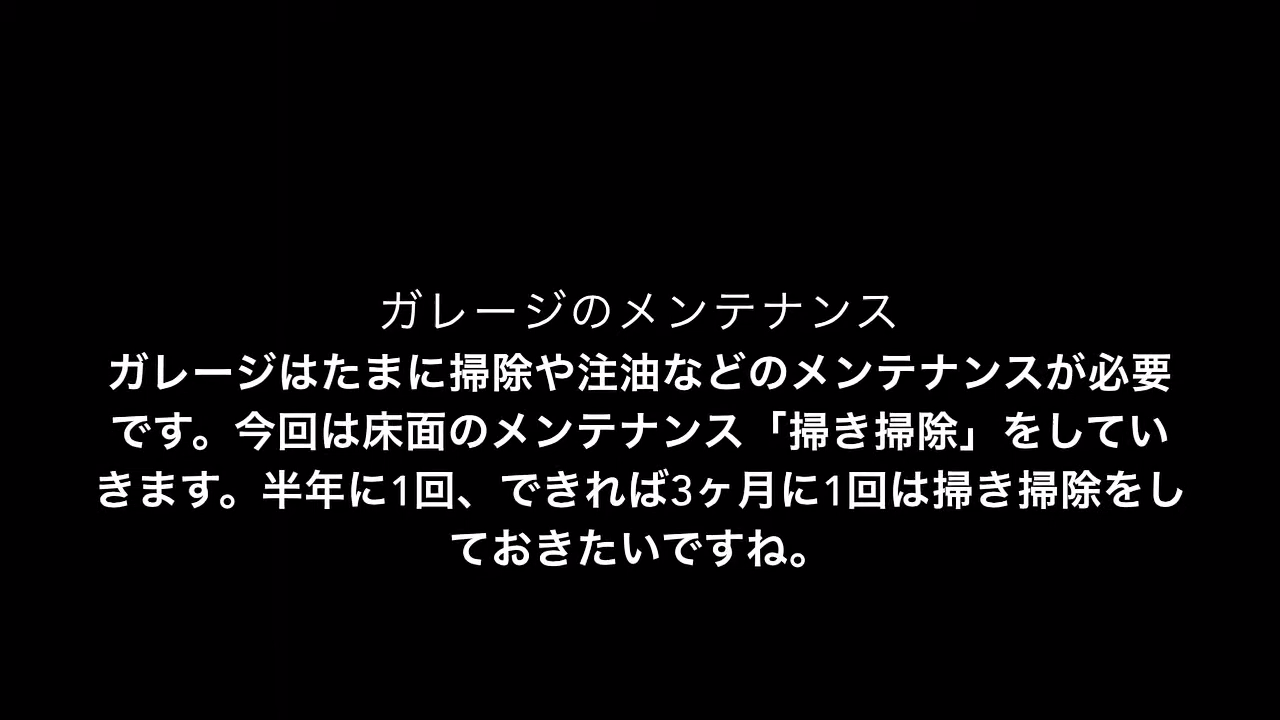 ガレージのメンテナンス
ガレージはたまに掃除や注油などのメンテナンスが必要
です。今回は床面のメンテナンス「掃き掃除」をしてい
きます。半年に1回、できれば3ヶ月に1回は掃き掃除をし
ておきたいですね。